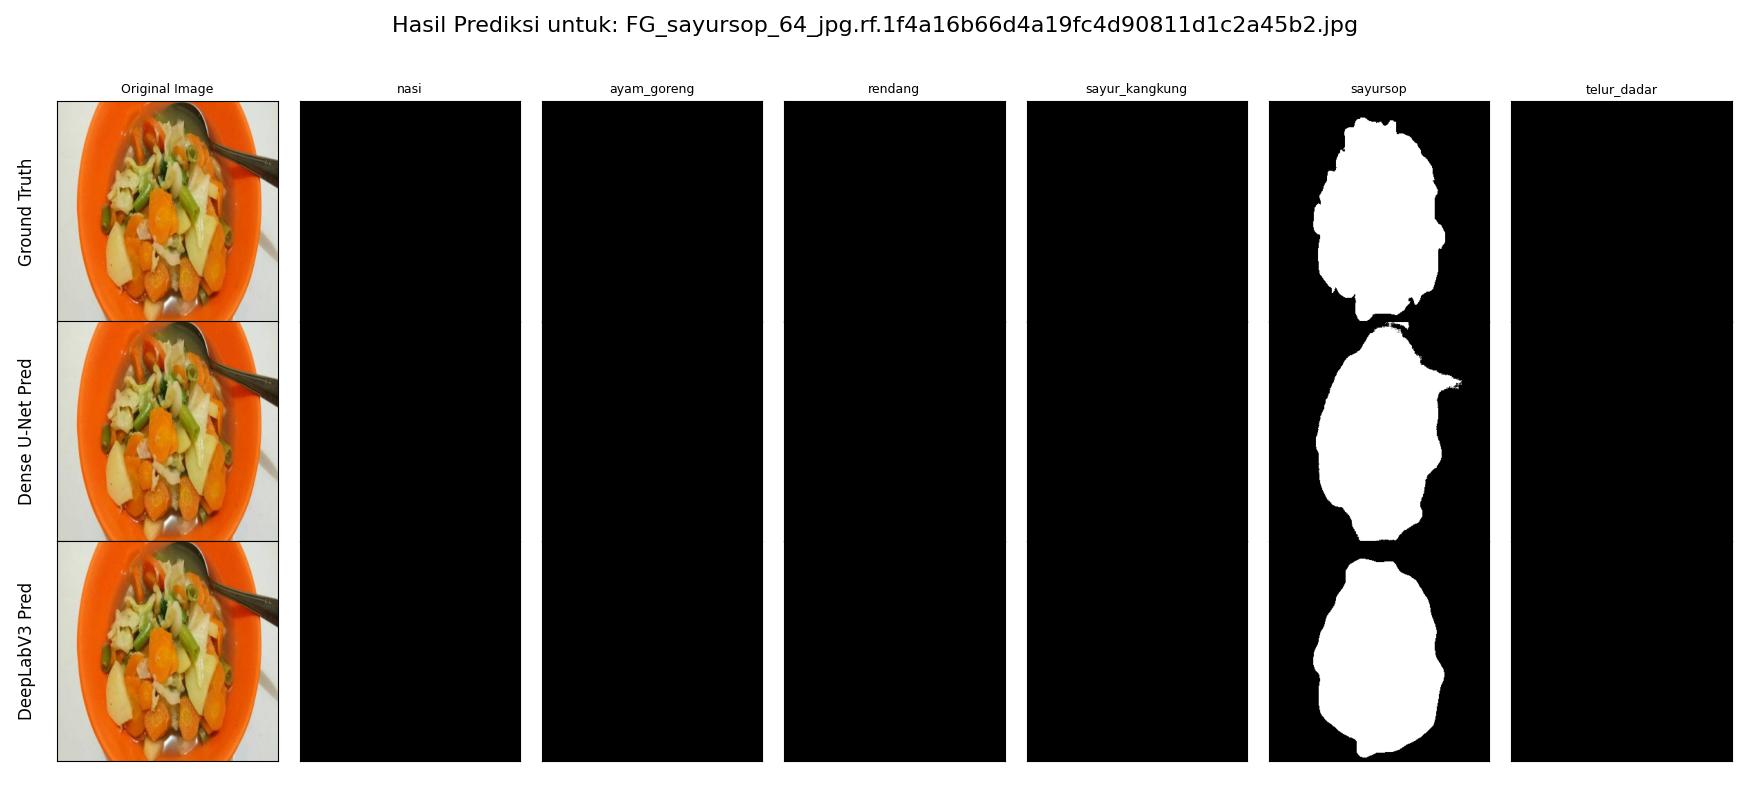 Hasil Prediksi untuk: FG_sayursop_64_jpg.rf.1f4a16b66d4a19fc4d90811d1c2a45b2.jpg
Original Image
nasi
ayam_goreng
rendang
sayur_kangkung
sayursop
telur_dadar
Ground Truth
Dense U-Net Pred
DeepLabV3 Pred